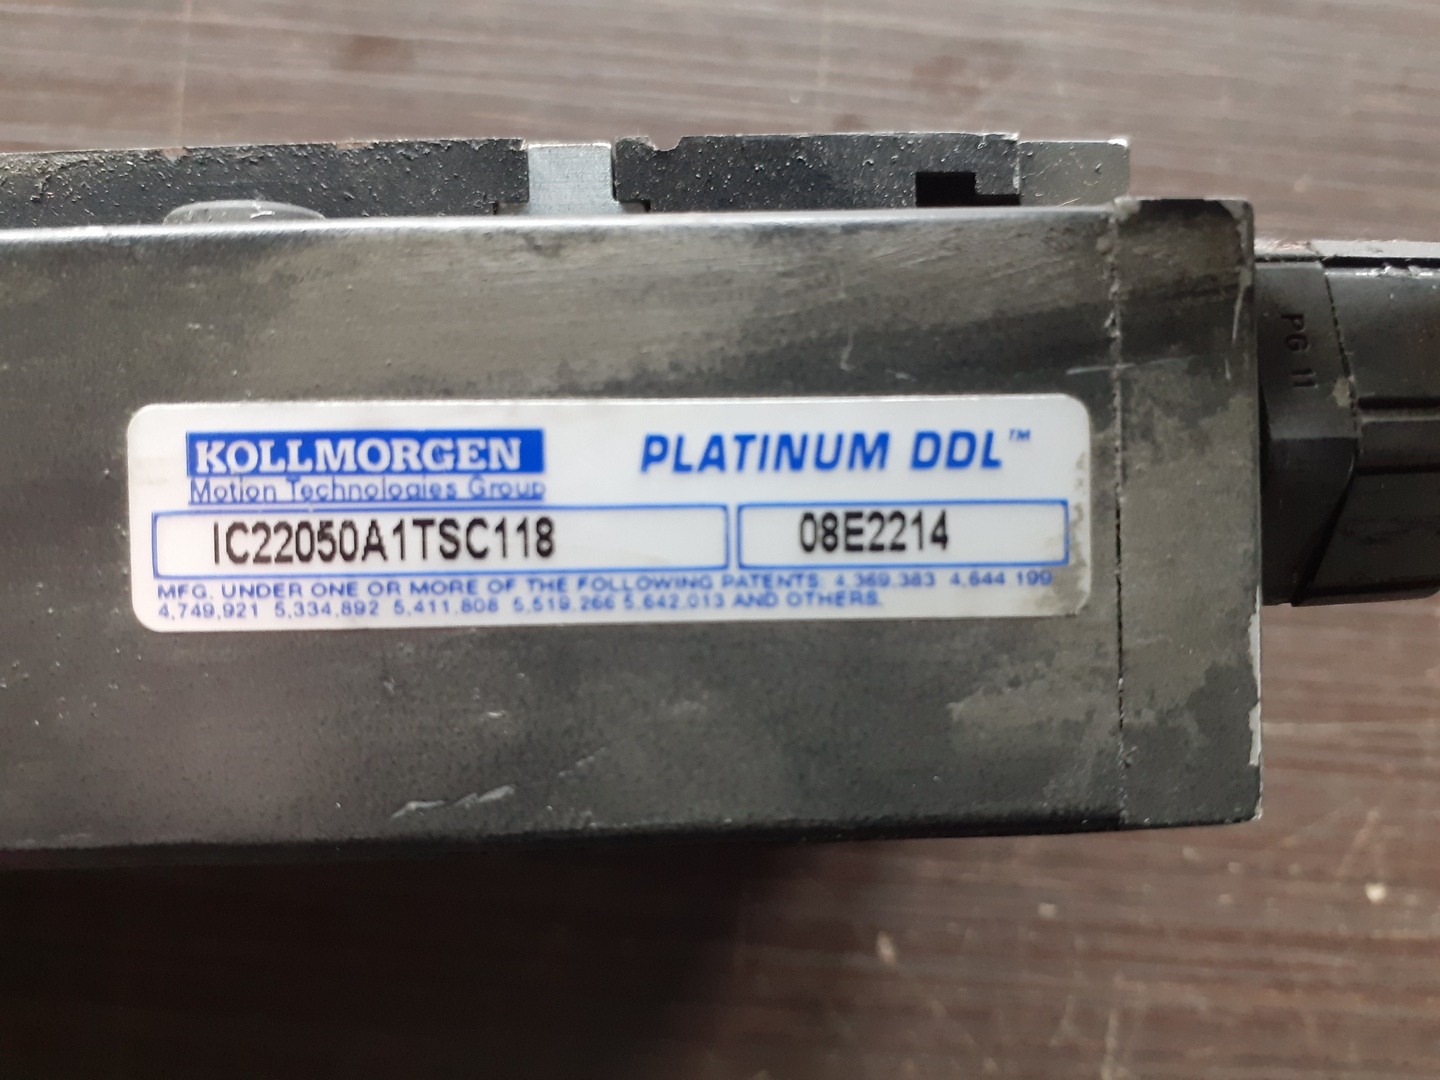 KOLLMORGEN
Motion Technologies Group
PLATINUM DDL™
IC22050A1TSC118
08E2214
MFG. UNDER ONE OR MORE OF THE FOLLOWING PATENTS 4,369,383 4,644,199
4,749,921 5,334,892 5,411,808 5,519,266 5,642,013 AND OTHERS.
PG 11